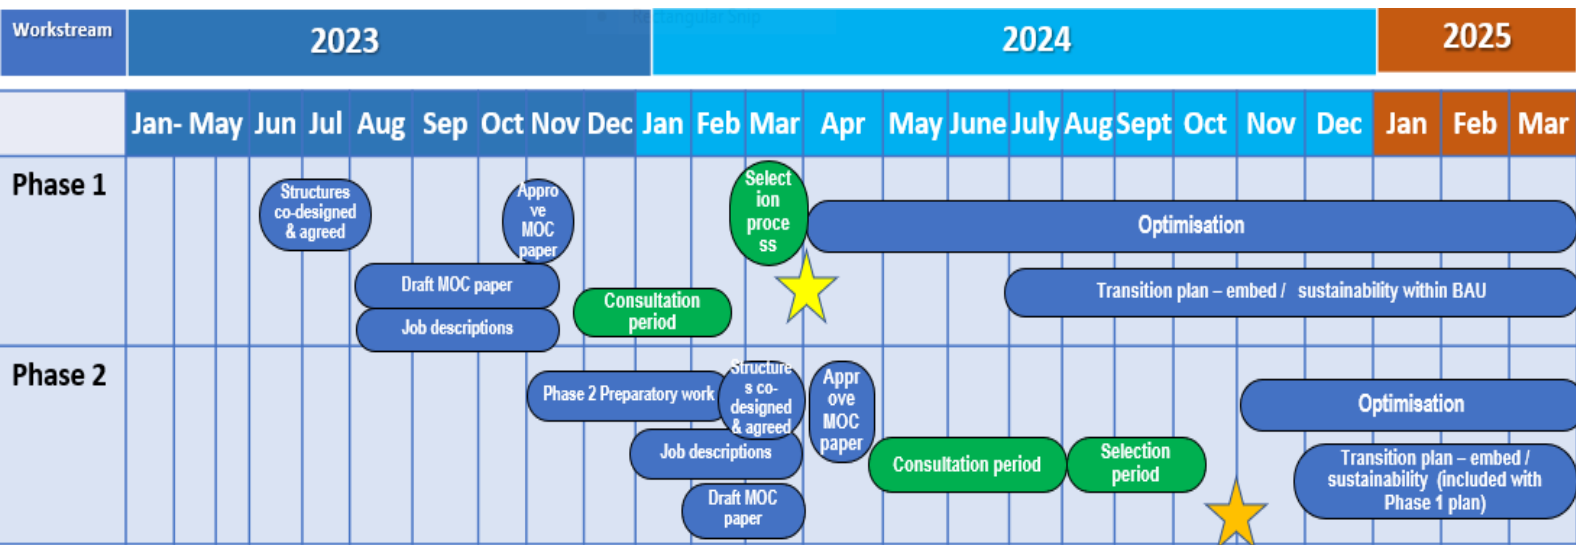 Workstream
2023
2024
2025
Rectangular Snip
Jan- May Jun Jul Aug Sep Oct Nov Dec Jan Feb Mar Apr May June July Aug Sept Oct Nov Dec Jan Feb Mar
Phase 1
Structures
co-designed
& agreed
Appro
ve
MOC
paper
Select
ion
proce
ss
Optimisation
Draft MOC paper
Consultation
period
Transition plan – embed / sustainability within BAU
Job descriptions
Phase 2
Phase 2 Preparatory work
Structure
s co-
designed
& agreed
Appr
ove
MOC
paper
Optimisation
Job descriptions
Consultation period
Selection
period
Transition plan – embed /
sustainability (included with
Phase 1 plan)
Draft MOC
paper